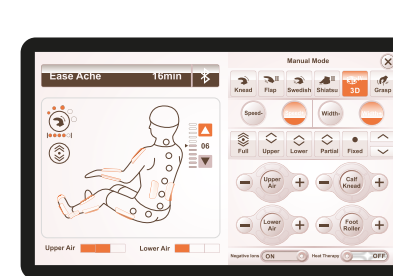 Manual Mode
Ease Ache 16min
Knead Flap Swedish Shiatsu 3D Grasp
Speed- Width-
06
Full Upper Lower Partial Fixed
Upper Air Calf Knead
Lower Air Foot Roller
Upper Air Lower Air
Negative Ions ON Heat Therapy OFF